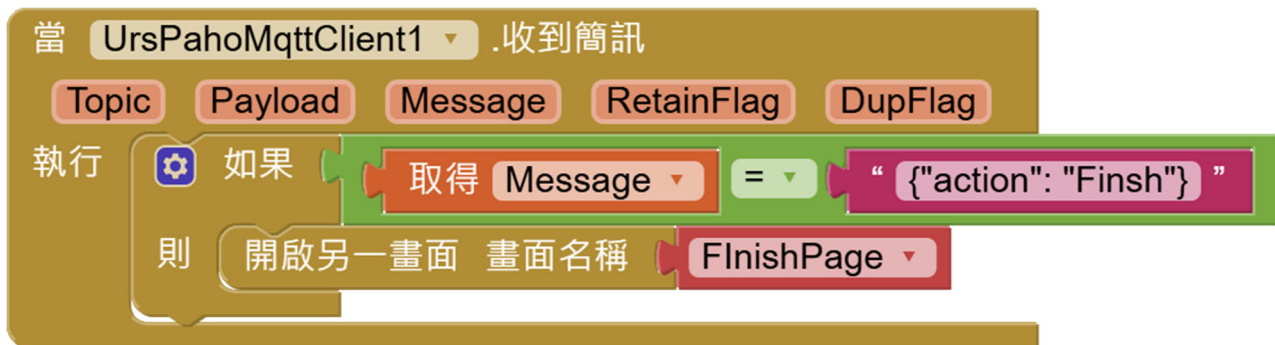 當 UrsPahoMqttClient1 .收到簡訊
Topic Payload Message RetainFlag DupFlag
執行 如果 取得 Message = “ {"action": "Finsh"} ”
則 開啟另一畫面 畫面名稱 FInishPage